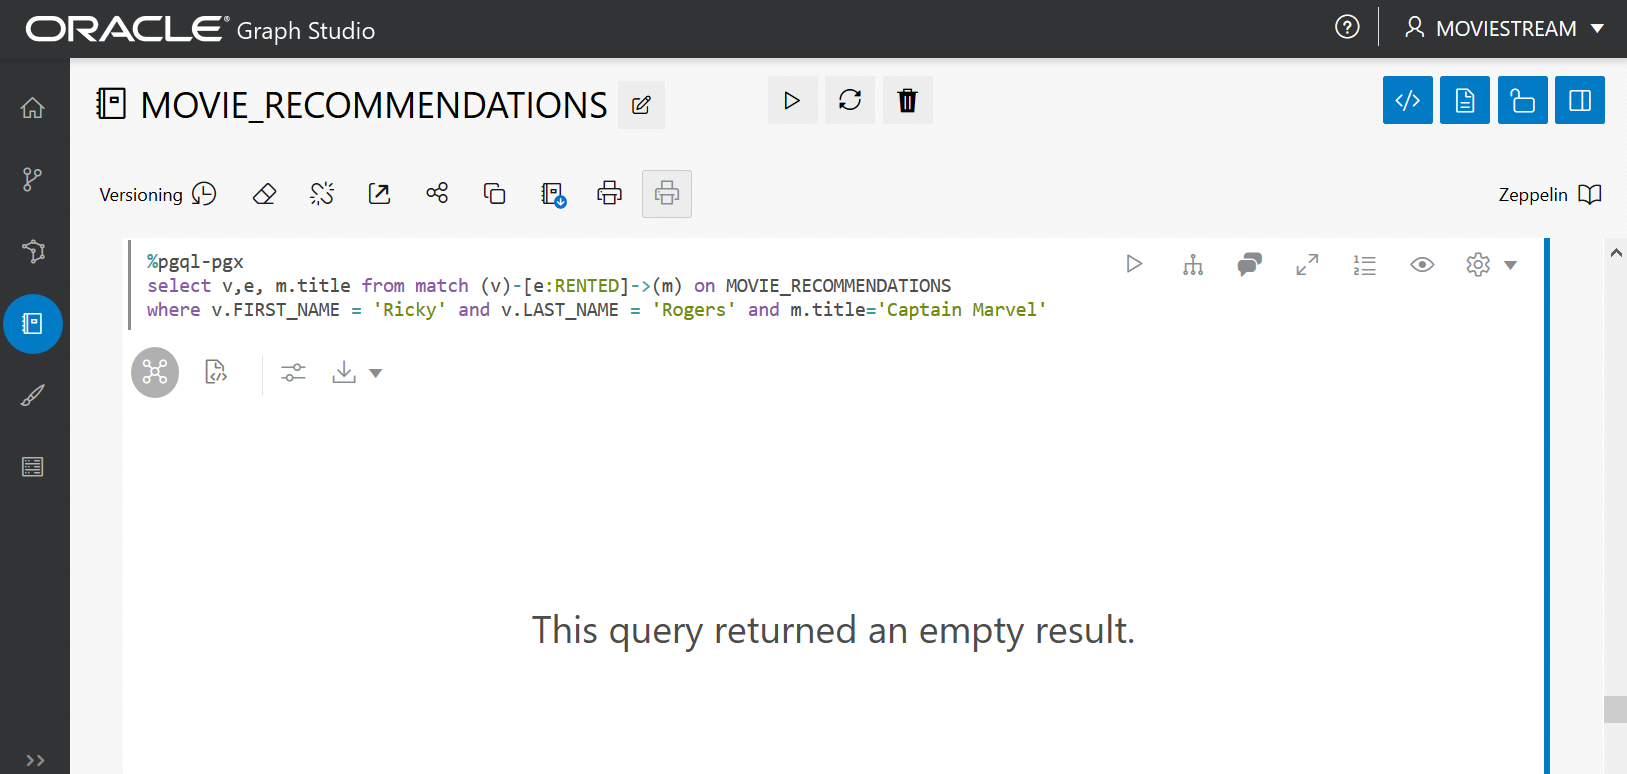 ORACLE® Graph Studio
MOVIESTREAM
MOVIE_RECOMMENDATIONS
Versioning
Zeppelin
%pgql-pgx
select v,e, m.title from match (v)-[e:RENTED]->(m) on MOVIE_RECOMMENDATIONS
where v.FIRST_NAME = 'Ricky' and v.LAST_NAME = 'Rogers' and m.title='Captain Marvel'
This query returned an empty result.